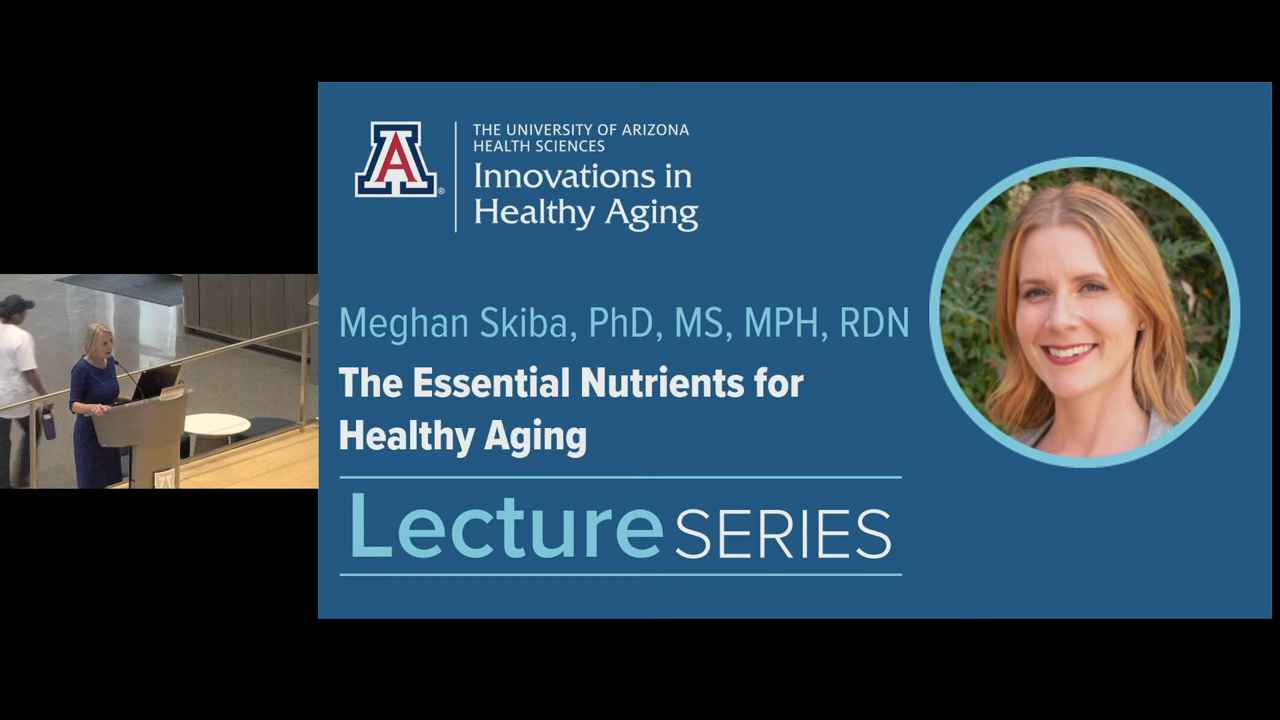 A
®
THE UNIVERSITY OF ARIZONA
HEALTH SCIENCES
Innovations in
Healthy Aging
Meghan Skiba, PhD, MS, MPH, RDN
The Essential Nutrients for
Healthy Aging
Lecture SERIES
A